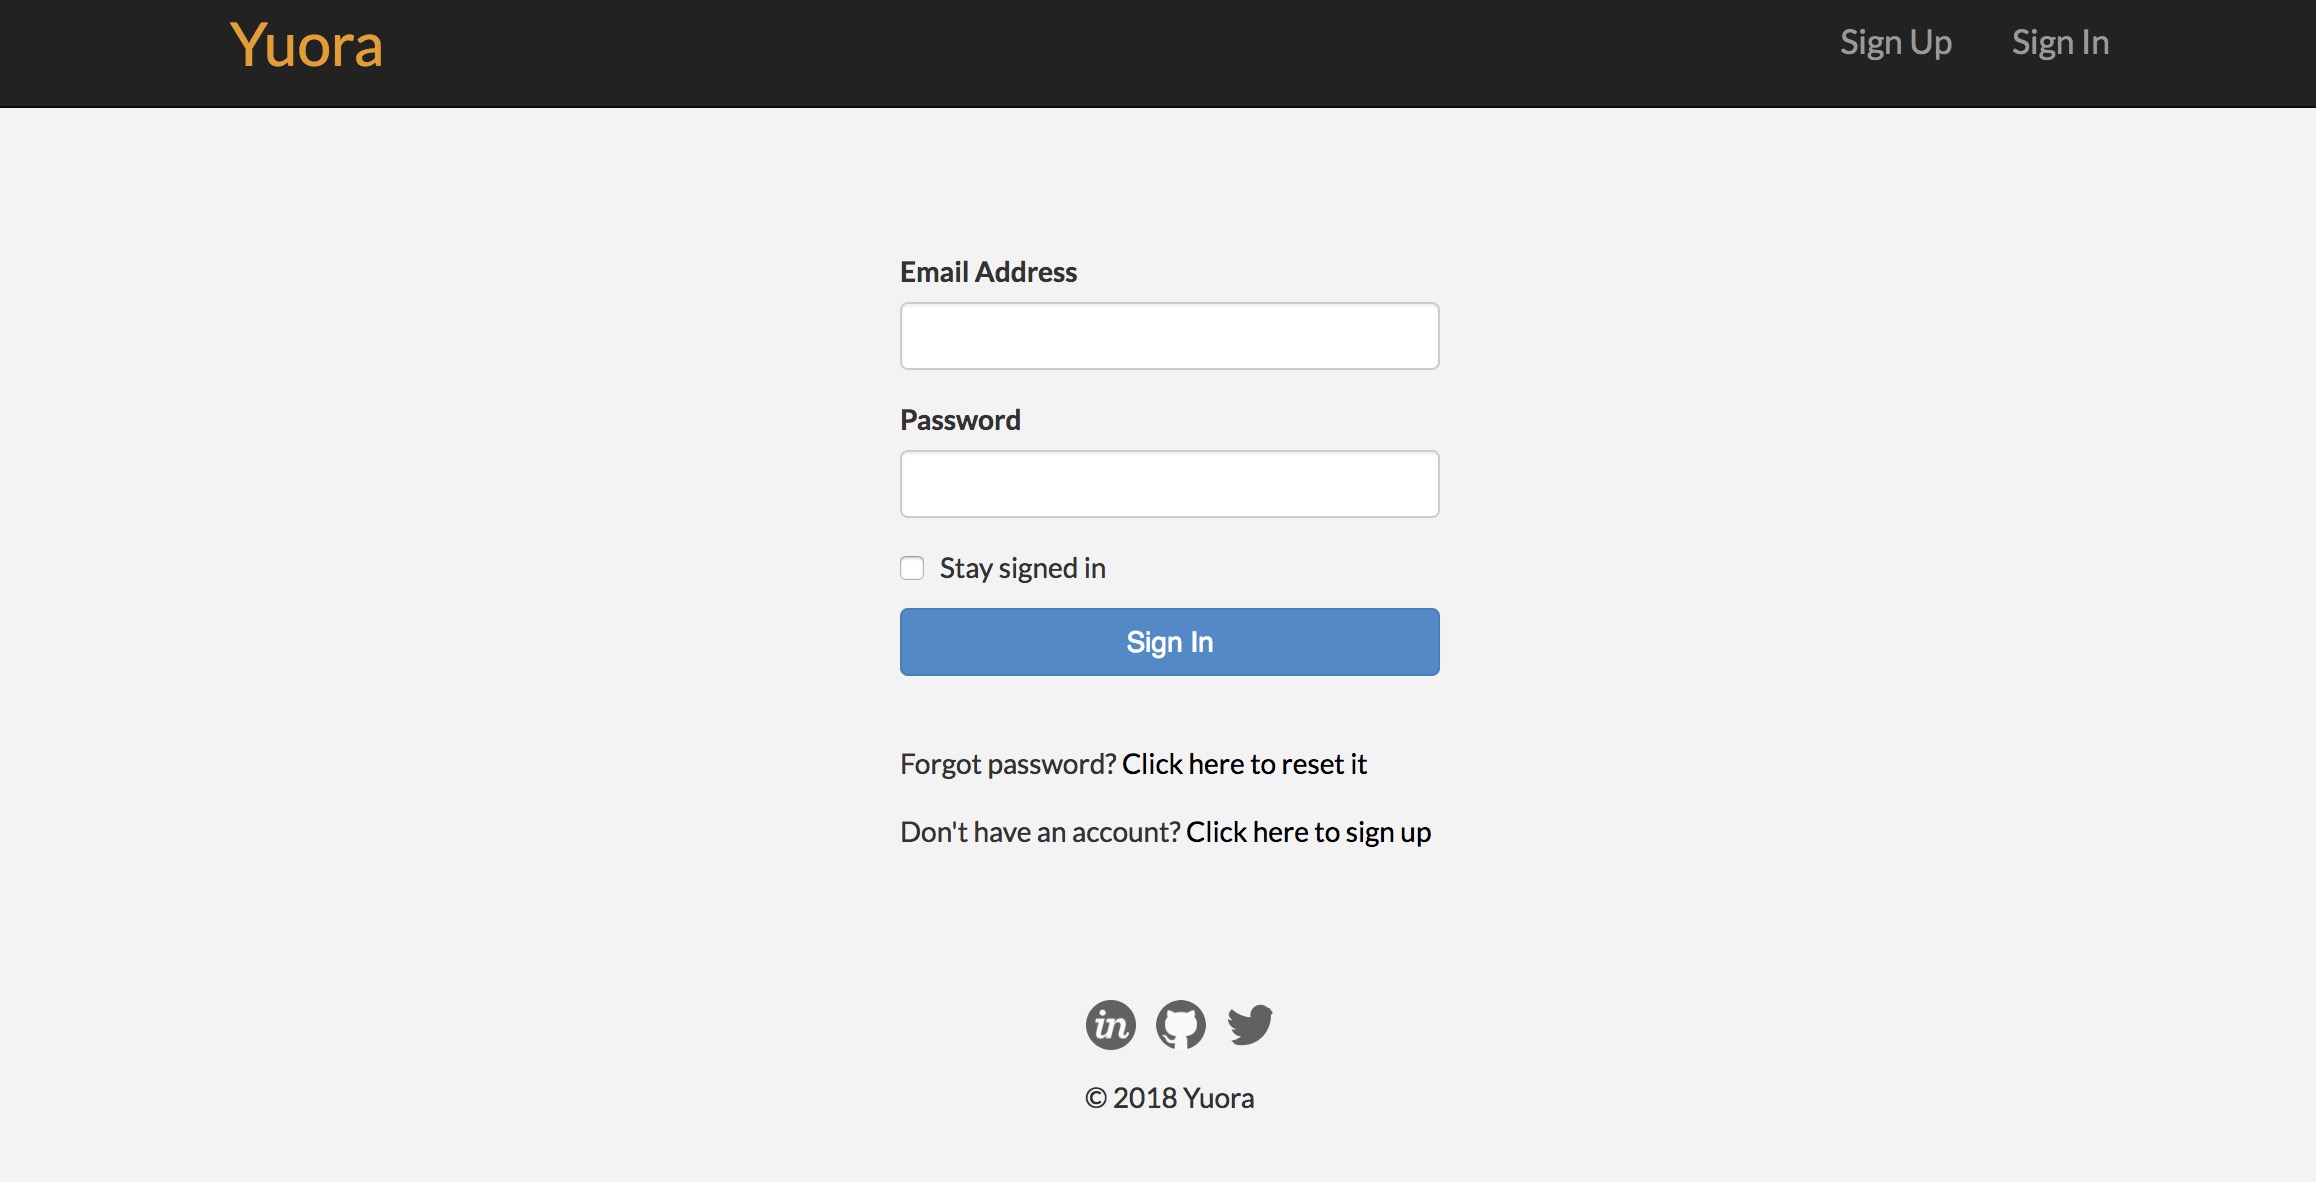 Yuora
Sign Up
Sign In
Email Address
Password
Stay signed in
Sign In
Forgot password? Click here to reset it
Don't have an account? Click here to sign up
in
© 2018 Yuora